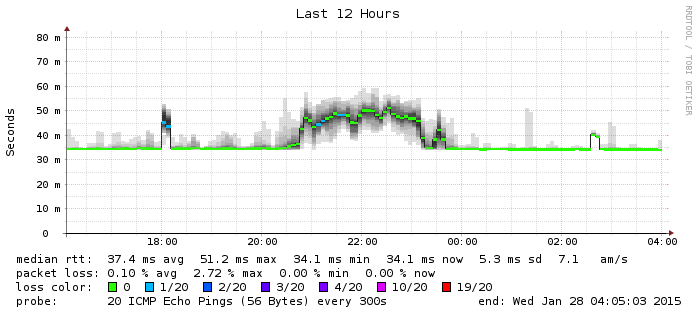 Last 12 Hours
RRDTOOL / TOBI OETIKER
Seconds
80 m
70 m
60 m
50 m
40 m
30 m
20 m
10 m
0
18:00 20:00 22:00 00:00 02:00 04:00
median rtt: 37.4 ms avg 51.2 ms max 34.1 ms min 34.1 ms now 5.3 ms sd 7.1 am/s
packet loss: 0.10 % avg 2.72 % max 0.00 % min 0.00 % now
loss color: 0 1/20 2/20 3/20 4/20 10/20 19/20
probe: 20 ICMP Echo Pings (56 Bytes) every 300s end: Wed Jan 28 04:05:03 2015